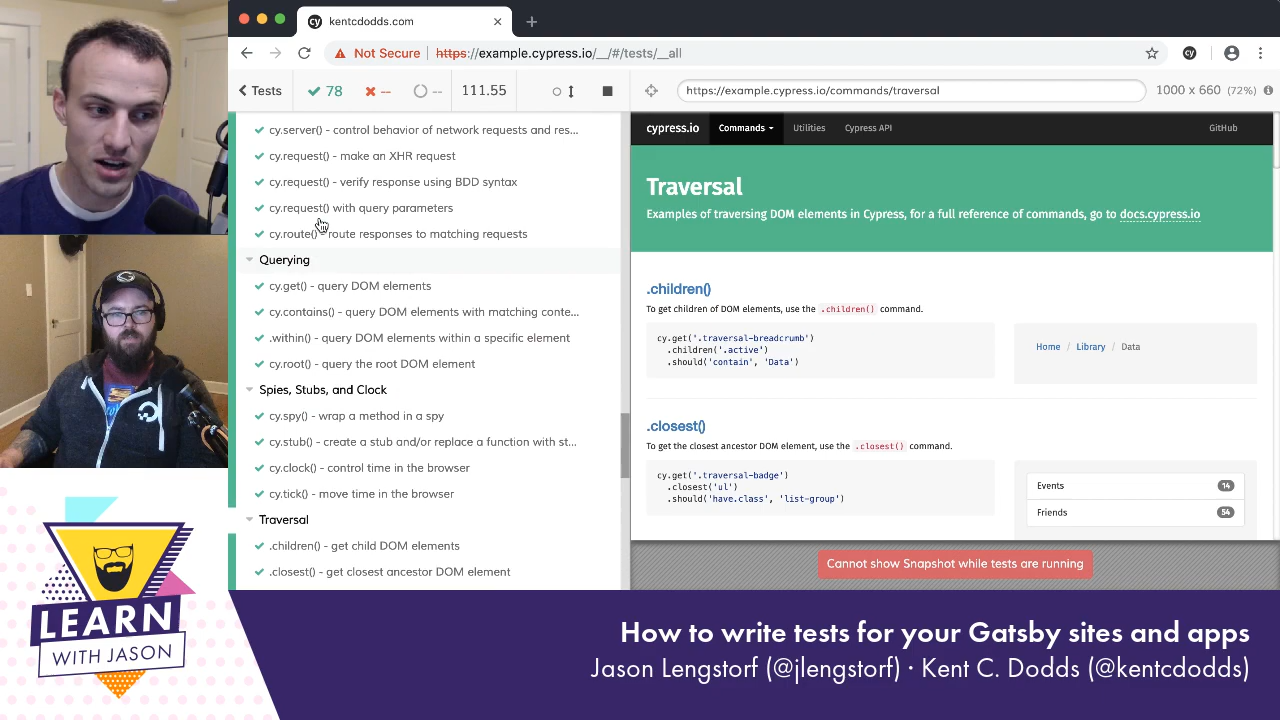 kentcdodds.com
Not Secure
https://example.cypress.io/__/#/tests/__all
Tests
78
--
--
111.55
https://example.cypress.io/commands/traversal
1000 x 660 (72%)
cy.server() - control behavior of network requests and res...
cy.request() - make an XHR request
cy.request() - verify response using BDD syntax
cy.request() with query parameters
cy.route() - route responses to matching requests
Querying
cy.get() - query DOM elements
cy.contains() - query DOM elements with matching conte...
.within() - query DOM elements within a specific element
cy.root() - query the root DOM element
Spies, Stubs, and Clock
cy.spy() - wrap a method in a spy
cy.stub() - create a stub and/or replace a function with st...
cy.clock() - control time in the browser
cy.tick() - move time in the browser
Traversal
.children() - get child DOM elements
.closest() - get closest ancestor DOM element
cypress.io
Commands
Utilities
Cypress API
GitHub
Traversal
Examples of traversing DOM elements in Cypress, for a full reference of commands, go to docs.cypress.io
.children()
To get children of DOM elements, use the .children() command.
cy.get('.traversal-breadcrumb')
.children('.active')
.should('contain', 'Data')
Home / Library / Data
.closest()
To get the closest ancestor DOM element, use the .closest() command.
cy.get('.traversal-badge')
.closest('ul')
.should('have.class', 'list-group')
Events 14
Friends 54
Cannot show Snapshot while tests are running
LEARN
WITH JASON
How to write tests for your Gatsby sites and apps
Jason Lengstorf (@jlengstorf) · Kent C. Dodds (@kentcdodds)